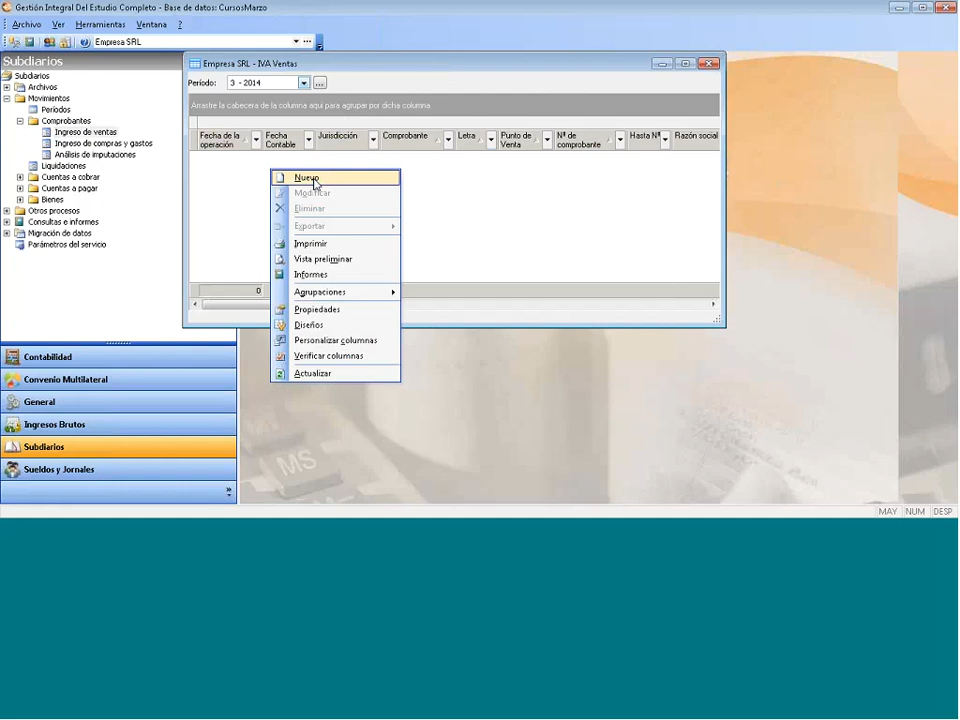 Gestión Integral Del Estudio Completo - Base de datos: CursosMarzo
Archivo Ver Herramientas Ventana ?
Empresa SRL
Subdiarios
Subdiarios
Archivos
Movimientos
Períodos
Comprobantes
Ingreso de ventas
Ingreso de compras y gastos
Análisis de imputaciones
Liquidaciones
Cuentas a cobrar
Cuentas a pagar
Bienes
Otros procesos
Consultas e informes
Migración de datos
Parámetros del servicio
Contabilidad
Convenio Multilateral
General
Ingresos Brutos
Subdiarios
Sueldos y Jornales
Empresa SRL - IVA Ventas
Período: 3 - 2014
Arrastre la cabecera de la columna aquí para agrupar por dicha columna
Fecha de la operación Fecha Contable Jurisdicción Comprobante Letra Punto de Venta Nº de comprobante Hasta Nº Razón social
0
Nuevo
Modificar
Eliminar
Exportar
Imprimir
Vista preliminar
Informes
Agrupaciones
Propiedades
Diseños
Personalizar columnas
Verificar columnas
Actualizar
MS
MAY NUM DESP